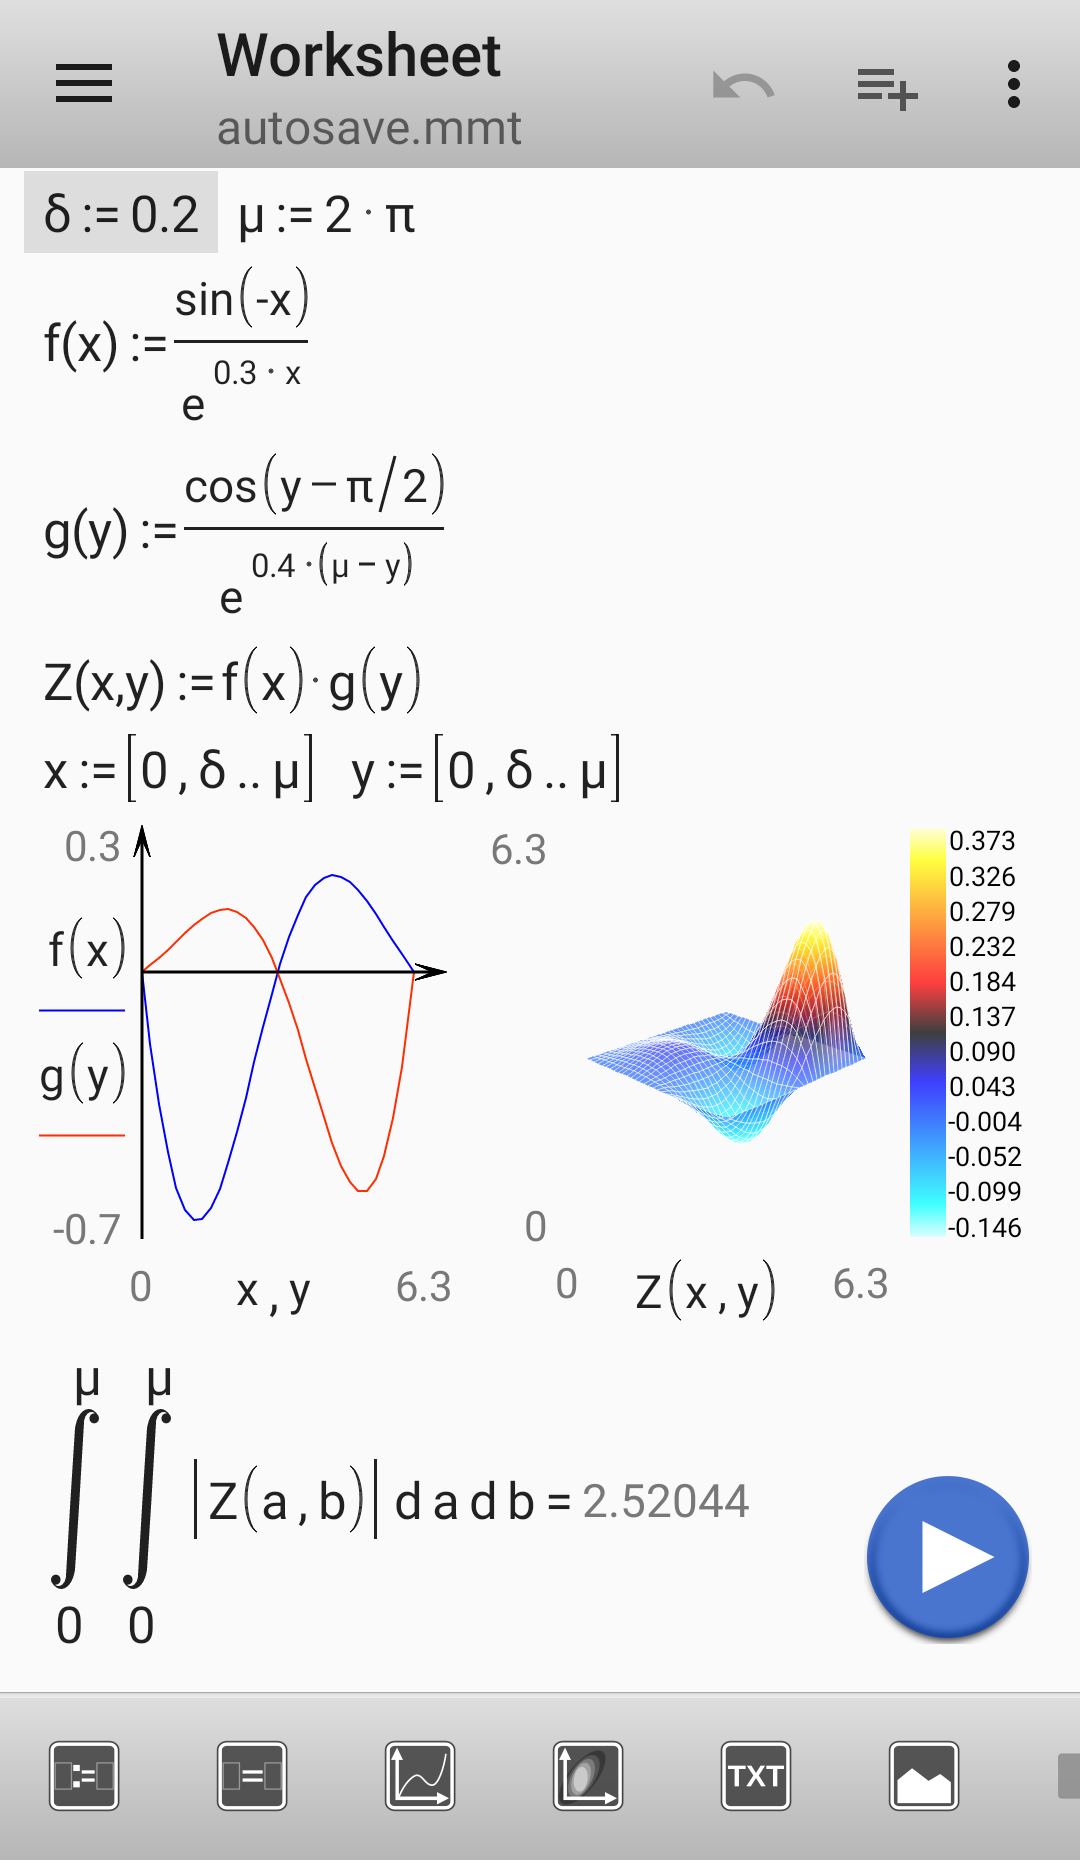 Worksheet
autosave.mmt
δ := 0.2 μ := 2 · π
f(x) := sin(-x) / e^(0.3 · x)
g(y) := cos(y − π/2) / e^(0.4 · (μ − y))
Z(x,y) := f(x) · g(y)
x := [0 , δ .. μ] y := [0 , δ .. μ]
0.3
f(x)
g(y)
-0.7
0 x , y 6.3
6.3
0
0 Z(x , y) 6.3
0.373
0.326
0.279
0.232
0.184
0.137
0.090
0.043
-0.004
-0.052
-0.099
-0.146
μ μ
∫ ∫ |Z(a , b)| d a d b = 2.52044
0 0
:= = TXT